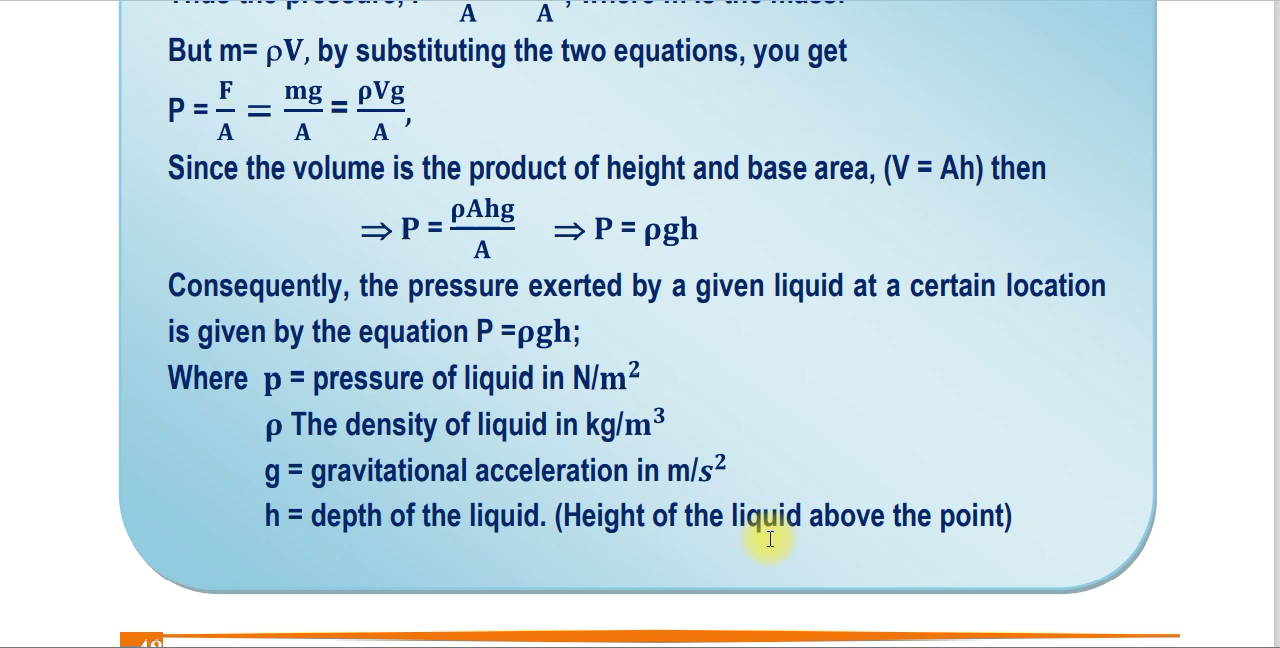 A A
But m= ρV, by substituting the two equations, you get
P = F/A = mg/A = ρVg/A,
Since the volume is the product of height and base area, (V = Ah) then
⇒ P = ρAhg/A ⇒ P = ρgh
Consequently, the pressure exerted by a given liquid at a certain location
is given by the equation P =ρgh;
Where p = pressure of liquid in N/m²
ρ The density of liquid in kg/m³
g = gravitational acceleration in m/s²
h = depth of the liquid. (Height of the liquid above the point)